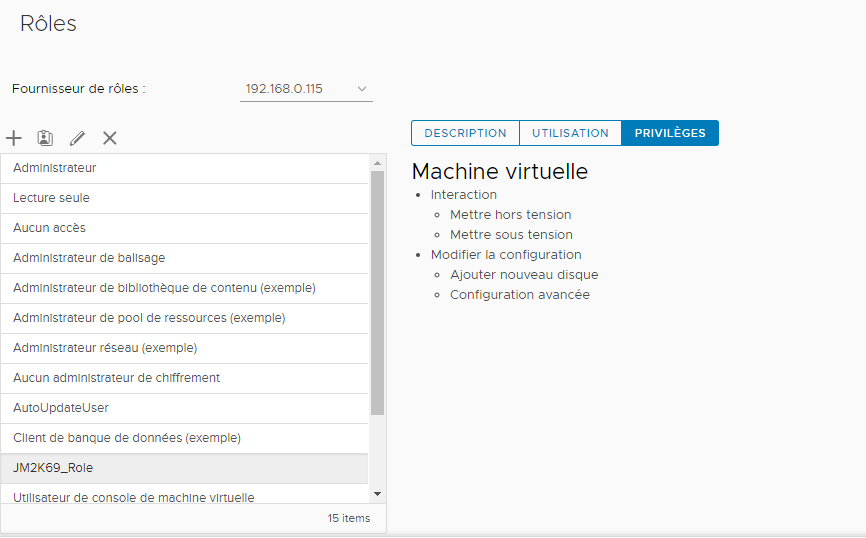 Rôles
Fournisseur de rôles :
192.168.0.115
Administrateur
Lecture seule
Aucun accès
Administrateur de balisage
Administrateur de bibliothèque de contenu (exemple)
Administrateur de pool de ressources (exemple)
Administrateur réseau (exemple)
Aucun administrateur de chiffrement
AutoUpdateUser
Client de banque de données (exemple)
JM2K69_Role
Utilisateur de console de machine virtuelle
15 items
DESCRIPTION
UTILISATION
PRIVILÈGES
Machine virtuelle
Interaction
Mettre hors tension
Mettre sous tension
Modifier la configuration
Ajouter nouveau disque
Configuration avancée